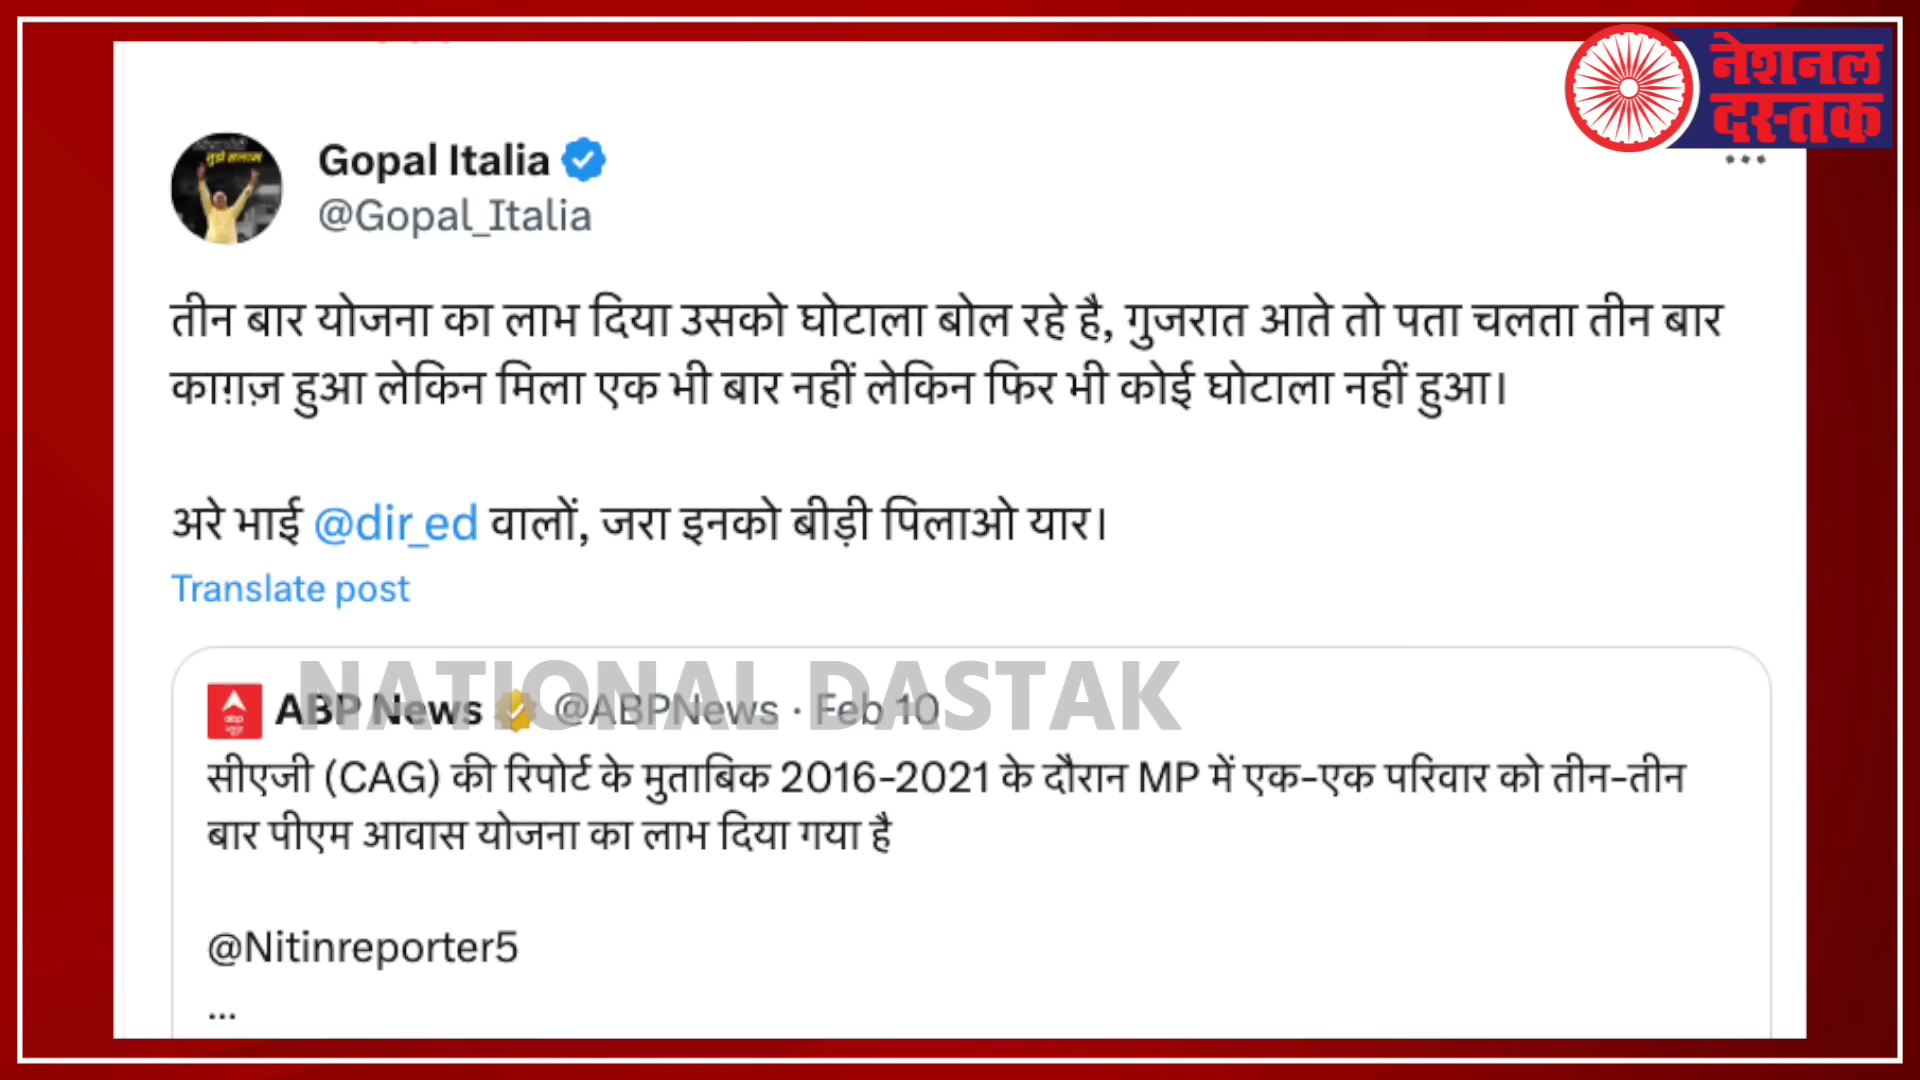 नेशनल
दस्तक
Gopal Italia
@Gopal_Italia
तीन बार योजना का लाभ दिया उसको घोटाला बोल रहे है, गुजरात आते तो पता चलता तीन बार
काग़ज़ हुआ लेकिन मिला एक भी बार नहीं लेकिन फिर भी कोई घोटाला नहीं हुआ।
अरे भाई @dir_ed वालों, जरा इनको बीड़ी पिलाओ यार।
Translate post
NATIONAL DASTAK
ABP News @ABPNews · Feb 10
सीएजी (CAG) की रिपोर्ट के मुताबिक 2016-2021 के दौरान MP में एक-एक परिवार को तीन-तीन
बार पीएम आवास योजना का लाभ दिया गया है
@Nitinreporter5
...